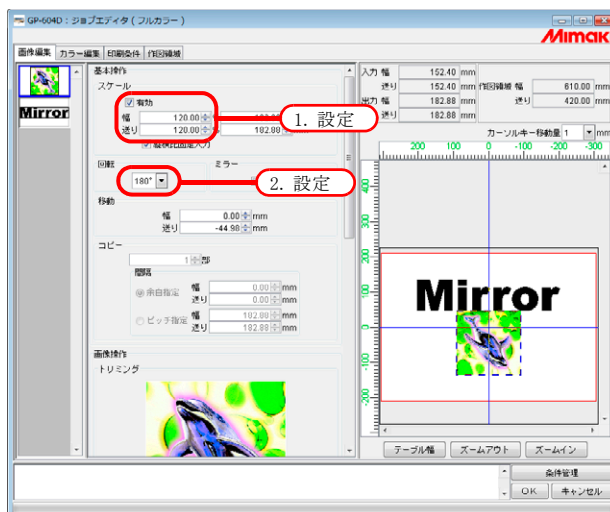 GP-604D : ジョブエディタ ( フルカラー )
Mimaki
画像編集 カラー編集 印刷条件 作図領域
Mirror
基本操作
スケール
有効
幅 120.00 %
送り 120.00 % 182.88 mm
1. 設定
縦横比固定入力
回転 ミラー
180°
2. 設定
移動
幅 0.00 mm
送り -44.98 mm
コピー
1 部
間隔
余白指定 幅 0.00 mm
送り 0.00 mm
ピッチ指定 幅 182.88 mm
送り 182.88 mm
画像操作
トリミング
入力 幅 152.40 mm
送り 152.40 mm 作図領域 幅 610.00 mm
出力 幅 182.88 mm 送り 420.00 mm
送り 182.88 mm
カーソルキー移動量 1 mm
200 100 0 -100 -200 -300
400
300
200
100
0
-100
-200
Mirror
テーブル幅 ズームアウト ズームイン
条件管理
OK キャンセル